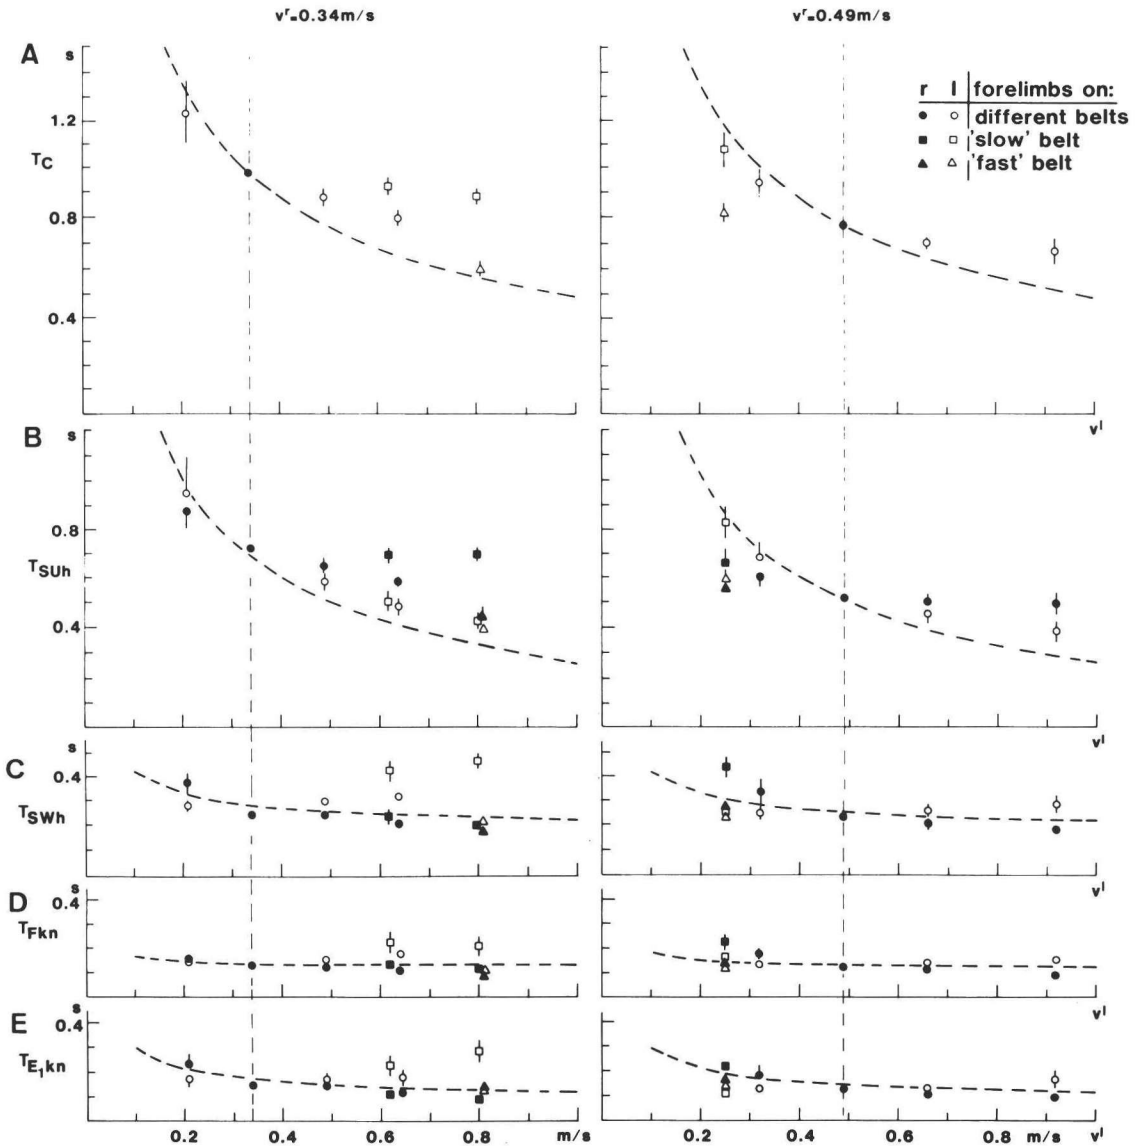 vʳ=0.34m/s
vʳ=0.49m/s
A
s
1.2
T_C
0.8
0.4
r l forelimbs on:
different belts
'slow' belt
'fast' belt
B
s
0.8
T_SUh
0.4
vˡ
C
s
0.4
T_SWh
vˡ
D
s
0.4
T_Fkn
vˡ
E
s
0.4
T_E₁kn
vˡ
0.2 0.4 0.6 0.8 m/s
0.2 0.4 0.6 0.8 m/s vˡ